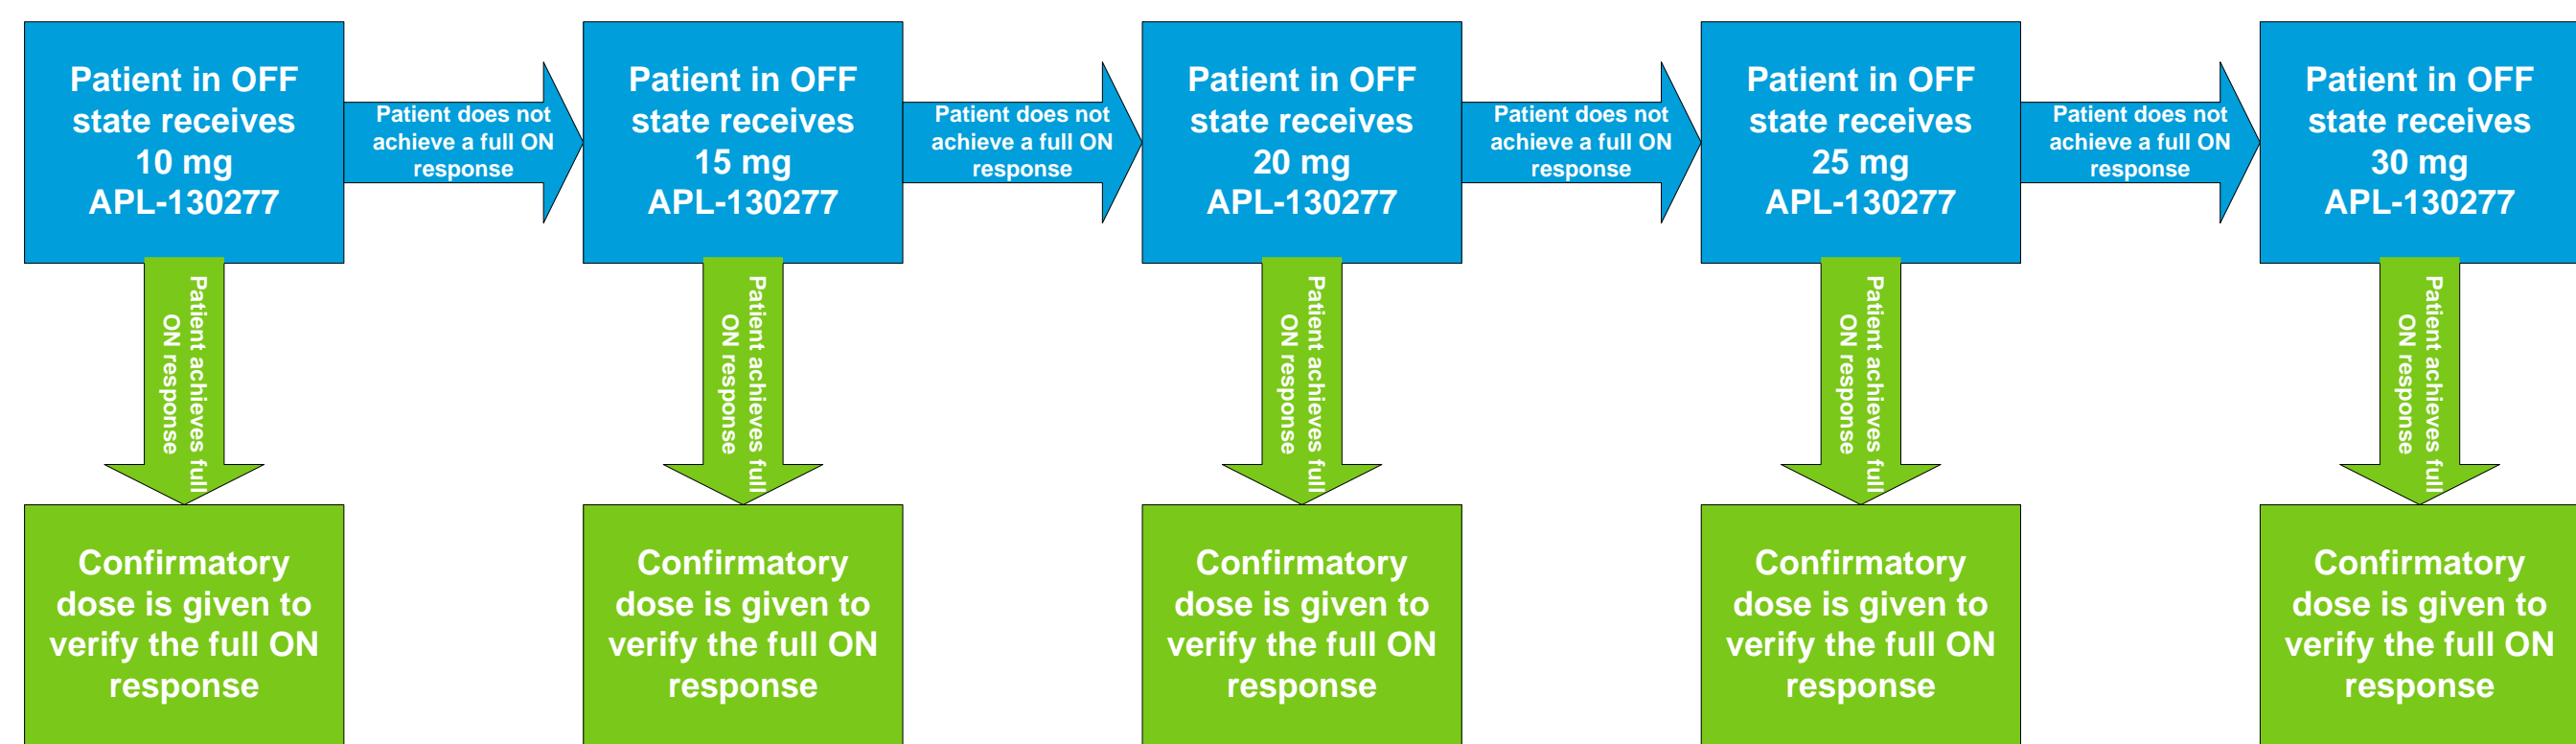 Patient in OFF
state receives
10 mg
APL-130277
Patient does not
achieve a full ON
response
Patient in OFF
state receives
15 mg
APL-130277
Patient does not
achieve a full ON
response
Patient in OFF
state receives
20 mg
APL-130277
Patient does not
achieve a full ON
response
Patient in OFF
state receives
25 mg
APL-130277
Patient does not
achieve a full ON
response
Patient in OFF
state receives
30 mg
APL-130277
Patient achieves full
ON response
Patient achieves full
ON response
Patient achieves full
ON response
Patient achieves full
ON response
Patient achieves full
ON response
Confirmatory
dose is given to
verify the full ON
response
Confirmatory
dose is given to
verify the full ON
response
Confirmatory
dose is given to
verify the full ON
response
Confirmatory
dose is given to
verify the full ON
response
Confirmatory
dose is given to
verify the full ON
response